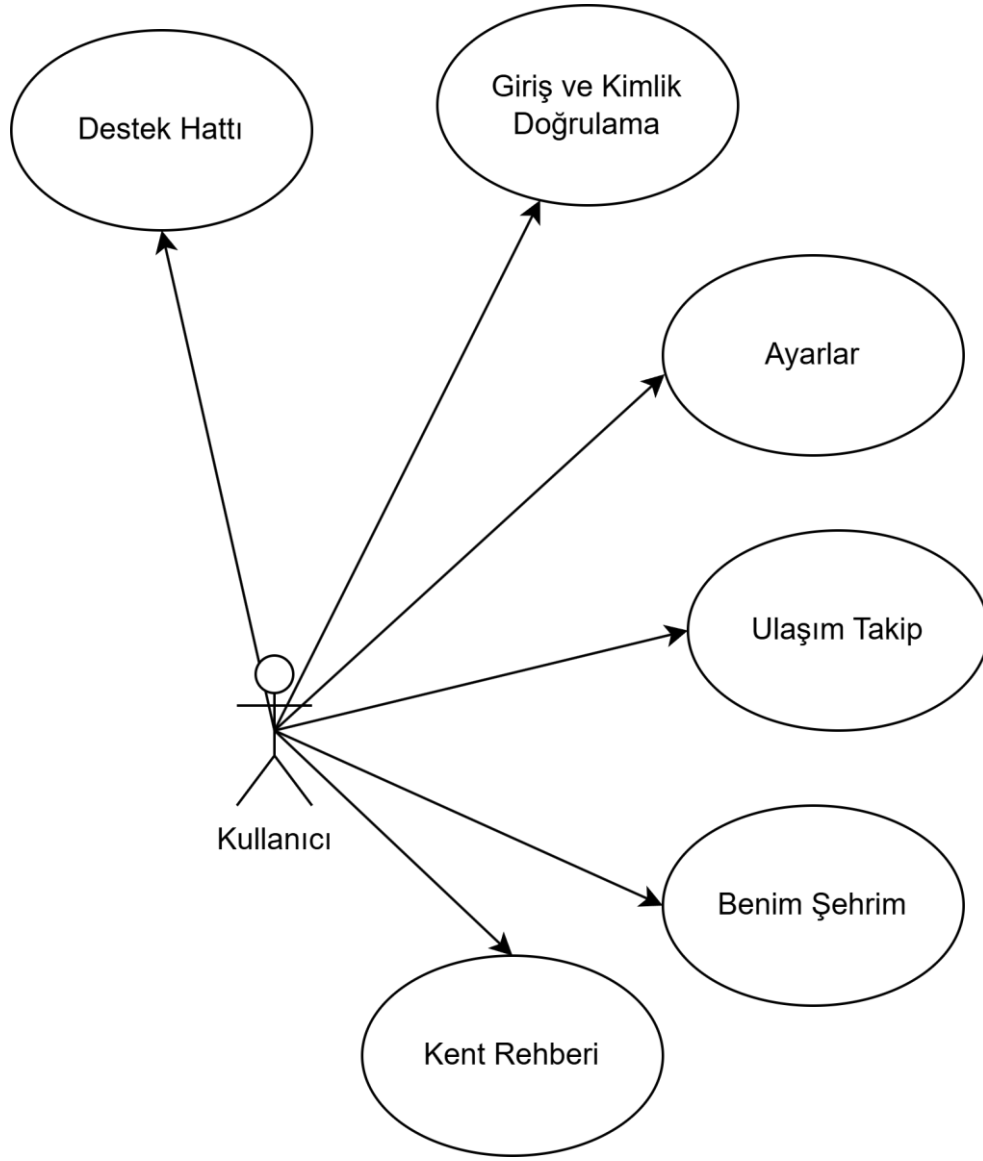 Destek Hattı
Giriş ve Kimlik
Doğrulama
Ayarlar
Ulaşım Takip
Kullanıcı
Benim Şehrim
Kent Rehberi